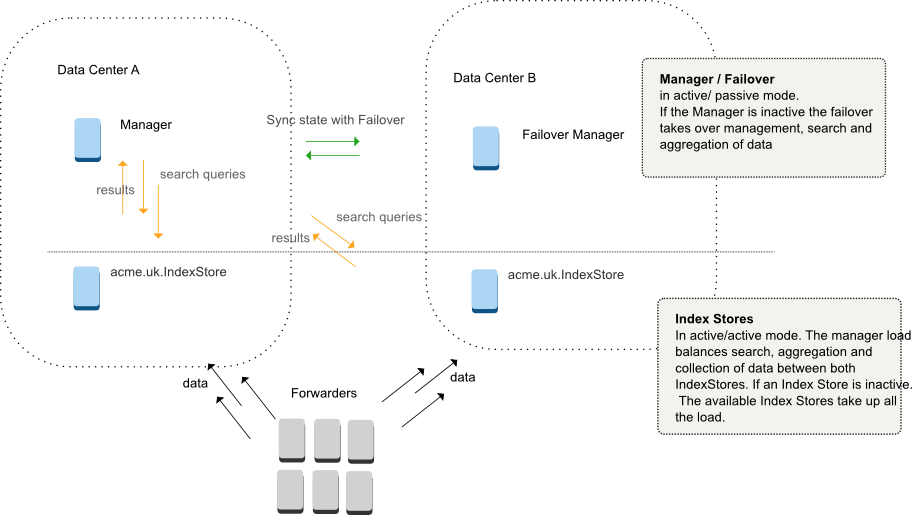 Data Center A
Data Center B
Manager / Failover
in active/ passive mode.
If the Manager is inactive the failover
takes over management, search and
aggregation of data
Manager
Sync state with Failover
Failover Manager
results
search queries
search queries
results
acme.uk.IndexStore
acme.uk.IndexStore
Index Stores
In active/active mode. The manager load
balances search, aggregation and
collection of data between both
IndexStores. If an Index Store is inactive.
The available Index Stores take up all
the load.
data
data
Forwarders